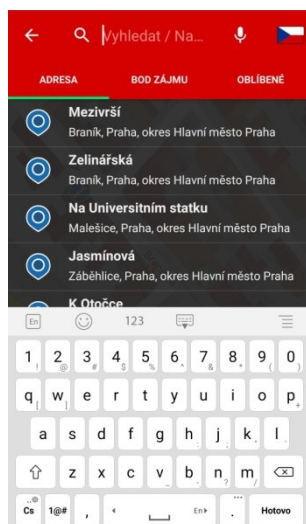 Vyhledat / Na...
ADRESA BOD ZÁJMU OBLÍBENÉ
Mezivrší
Braník, Praha, okres Hlavní město Praha
Zelinářská
Braník, Praha, okres Hlavní město Praha
Na Universitním statku
Malešice, Praha, okres Hlavní město Praha
Jasmínová
Záběhlice, Praha, okres Hlavní město Praha
K Otočce
En 123
1 2 3 4 5 6 7 8 9 0
! @ # $ % ^ & * ( )
q w e r t y u i o p
a s d f g h j k l
z x c v b n m
Cs 1@# , En . Hotovo